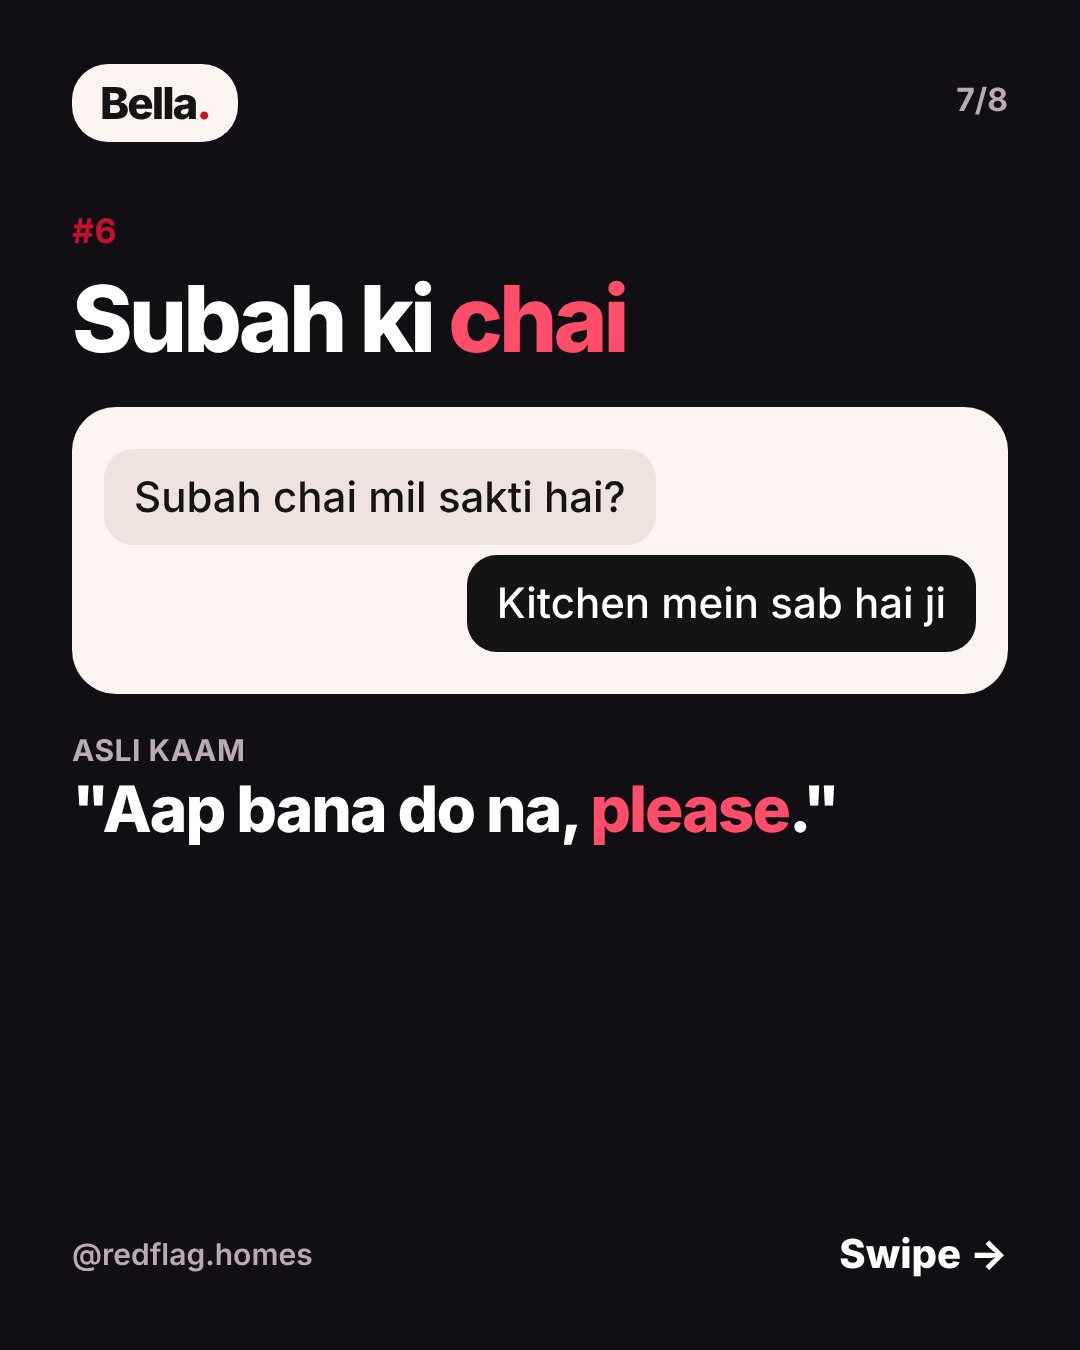 Bella.
7/8
#6
Subah ki chai
Subah chai mil sakti hai?
Kitchen mein sab hai ji
ASLI KAAM
"Aap bana do na, please."
@redflag.homes
Swipe →